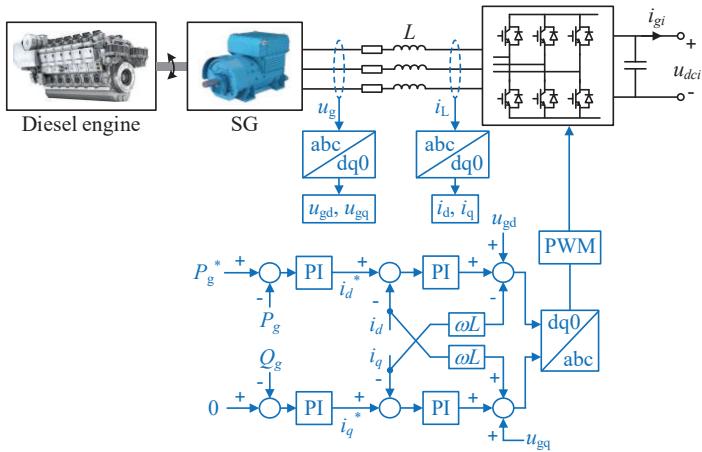 L
i_gi
+
u_dci
-
Diesel engine
SG
u_g
i_L
abc
dq0
abc
dq0
u_gd, u_gq
i_d, i_q
u_gd
PWM
P_g^*
+
-
P_g
PI
i_d^*
+
-
i_d
PI
+
+
-
ωL
dq0
abc
i_q
ωL
Q_g
-
0
+
PI
i_q^*
+
-
PI
+
+
+
u_gq